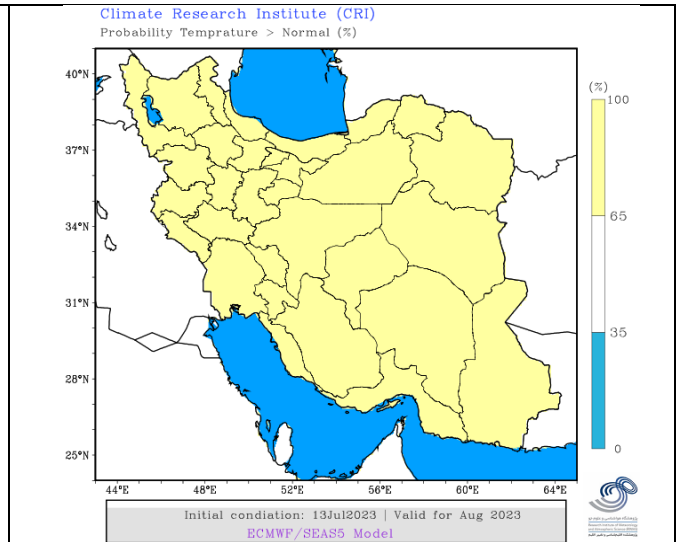 Climate Research Institute (CRI)
Probability Temprature > Normal (%)
40°N
37°N
34°N
31°N
28°N
25°N
44°E
48°E
52°E
56°E
60°E
64°E
(%)
100
65
35
0
Initial condiation: 13Jul2023 | Valid for Aug 2023
ECMWF/SEAS5 Model